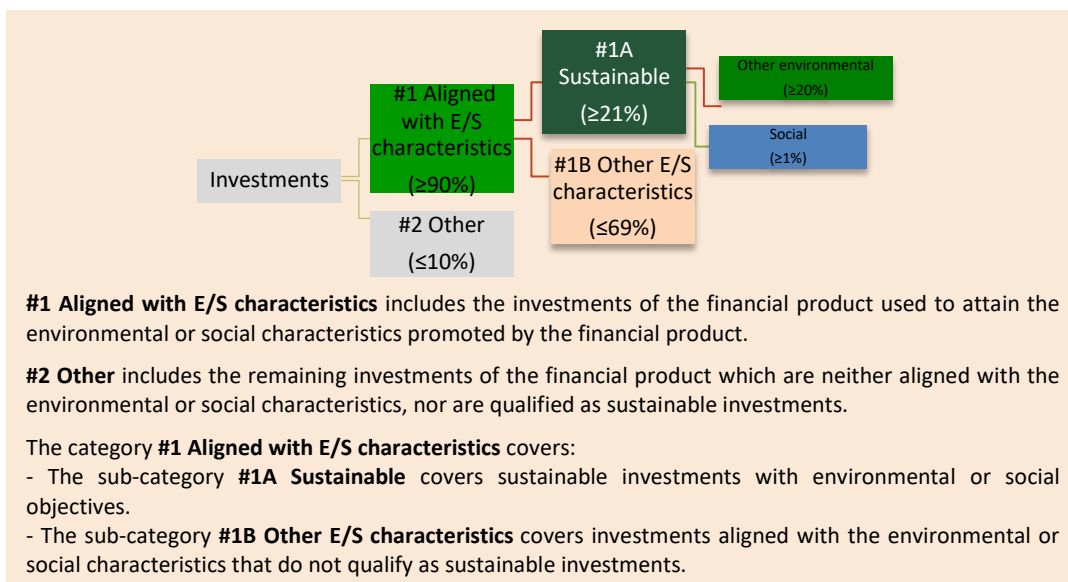 #1A
Sustainable
(≥21%)
Other environmental
(≥20%)
#1 Aligned
with E/S
characteristics
(≥90%)
Social
(≥1%)
Investments
#1B Other E/S
characteristics
(≤69%)
#2 Other
(≤10%)
#1 Aligned with E/S characteristics includes the investments of the financial product used to attain the
environmental or social characteristics promoted by the financial product.
#2 Other includes the remaining investments of the financial product which are neither aligned with the
environmental or social characteristics, nor are qualified as sustainable investments.
The category #1 Aligned with E/S characteristics covers:
- The sub-category #1A Sustainable covers sustainable investments with environmental or social
objectives.
- The sub-category #1B Other E/S characteristics covers investments aligned with the environmental or
social characteristics that do not qualify as sustainable investments.